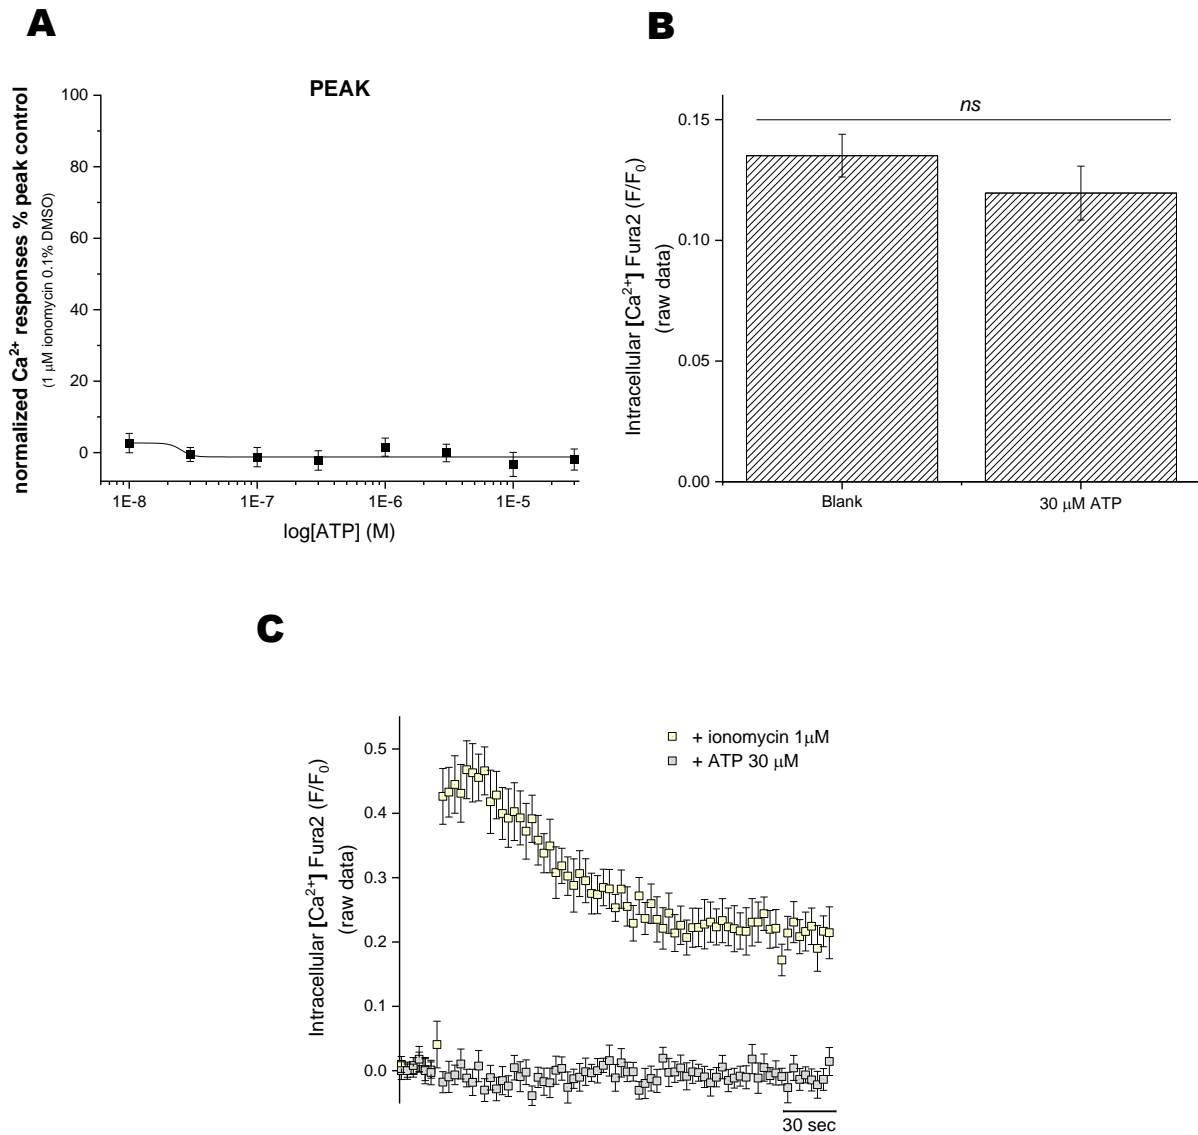 A
PEAK
normalized Ca²⁺ responses % peak control
(1 μM ionomycin 0.1% DMSO)
100
80
60
40
20
0
1E-8
1E-7
1E-6
1E-5
log[ATP] (M)
B
ns
Intracellular [Ca²⁺] Fura2 (F/F₀)
(raw data)
0.15
0.10
0.05
0.00
Blank
30 μM ATP
C
Intracellular [Ca²⁺] Fura2 (F/F₀)
(raw data)
0.5
0.4
0.3
0.2
0.1
0.0
+ ionomycin 1μM
+ ATP 30 μM
30 sec